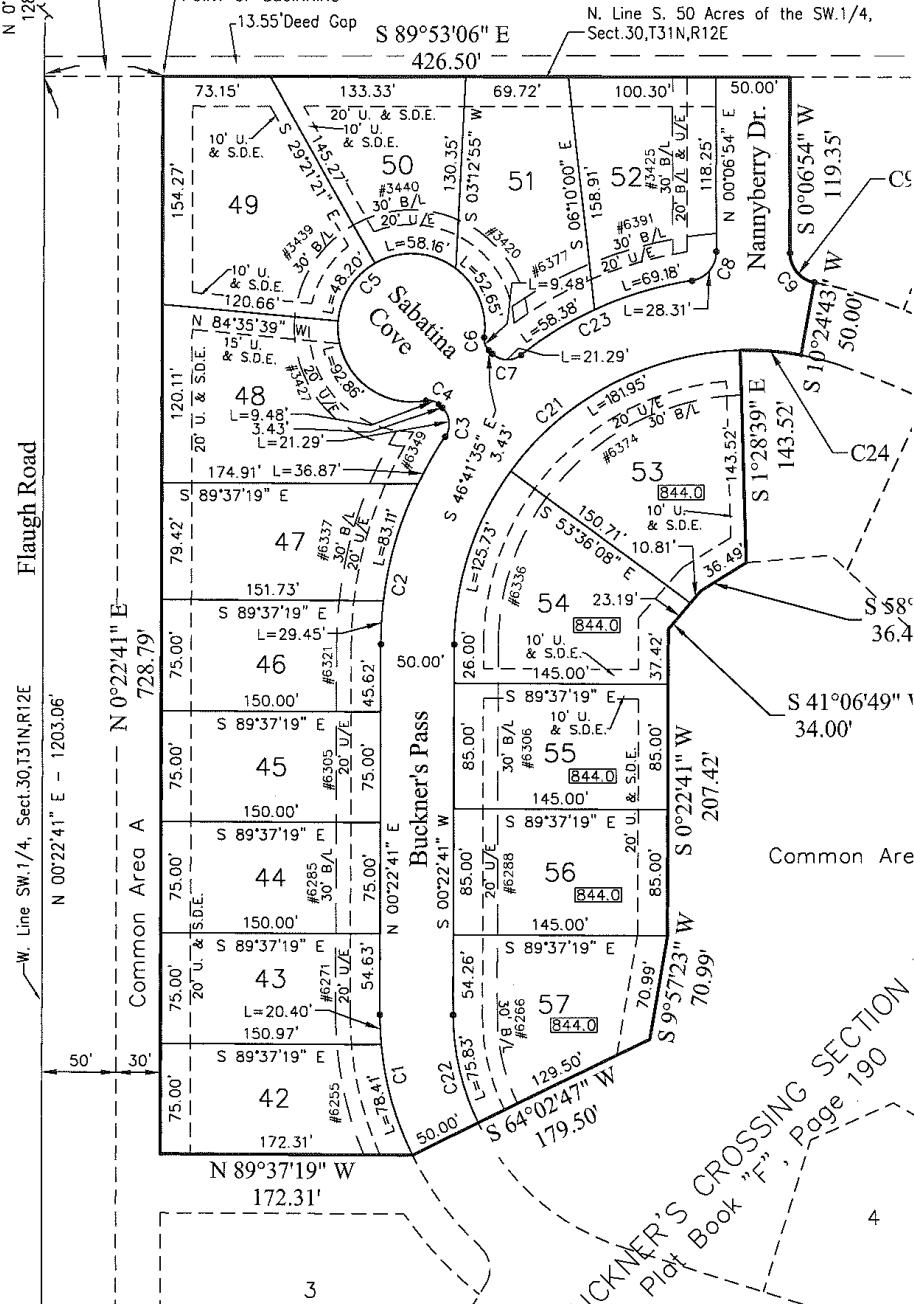 13.55'Deed Gap
N. Line S. 50 Acres of the SW.1/4,
Sect.30,T31N,R12E
S 89°53'06" E
426.50'
73.15'
133.33'
69.72'
100.30'
50.00'
20' U. & S.D.E.
10' U.
& S.D.E.
10' U.
& S.D.E.
154.27'
49
S 29°21'21" E
145.27'
50
#3440
30' B/L
20' U/E
130.35'
S 03°12'55" W
51
S 06°10'00" E
158.91'
52
#3425
30' B/L
20' B/L & U/E
118.25'
N 00°06'54" E
Nannyberry Dr.
S 0°06'54" W
119.35'
#3439
30' B/L
#3420
#6377
#6391
30' B/L
20' U/E
L=58.16'
L=48.20'
L=52.65'
L=9.48'
L=69.18'
L=58.38'
L=28.31'
C5
C6
C7
C8
C9
C9
C23
10' U.
& S.D.E.
120.66'
N 84°35'39" W
Sabatina
Cove
L=21.29'
S 10°24'43" W
50.00'
15' U.
& S.D.E.
#3427
20' U/E
L=92.86'
48
120.11'
20' U. & S.D.E.
L=9.48'
3.43'
L=21.29'
C4
C3
L=36.87'
#6349
174.91'
S 46°41'35" E
3.43'
C21
L=181.95'
20' U/E
30' B/L
#6374
53
844.0
143.52'
10' U.
& S.D.E.
10.81'
S 1°28'39" E
143.52'
C24
S 89°37'19" E
79.42'
47
#6337
30' B/L
20' U/E
L=83.11'
C2
151.73'
150.71'
S 53°36'08" E
L=125.73'
#6336
36.49'
23.19'
S 58°
36.4
54
844.0
10' U.
& S.D.E.
145.00'
26.00'
37.42'
S 41°06'49"
34.00'
Flaugh Road
N 0°22'41" E
728.79'
S 89°37'19" E
L=29.45'
75.00'
46
#6321
45.62'
150.00'
50.00'
S 89°37'19" E
10' U.
& S.D.E.
85.00'
30' B/L
#6306
55
844.0
20' U. & S.D.E.
85.00'
145.00'
S 0°22'41" W
207.42'
S 89°37'19" E
75.00'
45
#6305
20' U/E
75.00'
150.00'
Buckner's Pass
S 89°37'19" E
85.00'
20' U/E
#6288
56
844.0
85.00'
145.00'
Common Are
W. Line SW.1/4, Sect.30,T31N,R12E
N 00°22'41" E - 1203.06'
Common Area A
S 89°37'19" E
75.00'
44
#6285
30' B/L
75.00'
150.00'
N 00°22'41" E
S 00°22'41" W
20' U. & S.D.E.
S 89°37'19" E
75.00'
43
#6271
20' U/E
54.63'
L=20.40'
150.97'
S 89°37'19" E
54.26'
30' B/L
#6266
57
844.0
70.99'
S 9°57'23" W
70.99'
50'
30'
S 89°37'19" E
75.00'
42
#6255
L=78.41'
C1
172.31'
C22
L=75.83'
129.50'
50.00'
S 64°02'47" W
179.50'
N 89°37'19" W
172.31'
CKNER'S CROSSING SECTION
Plat Book "F", Page 190
3
4